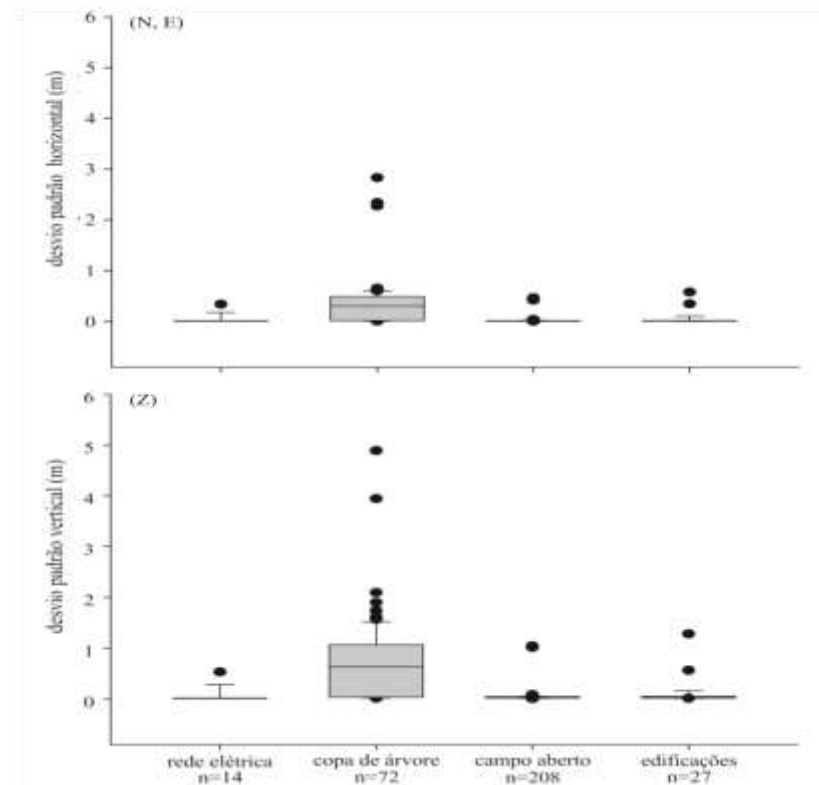 (N, E)
desvio padrão horizontal (m)
6
5
4
3
2
1
0
(Z)
desvio padrão vertical (m)
6
5
4
3
2
1
0
rede elétrica copa de árvore campo aberto edificações
n=14 n=72 n=208 n=27